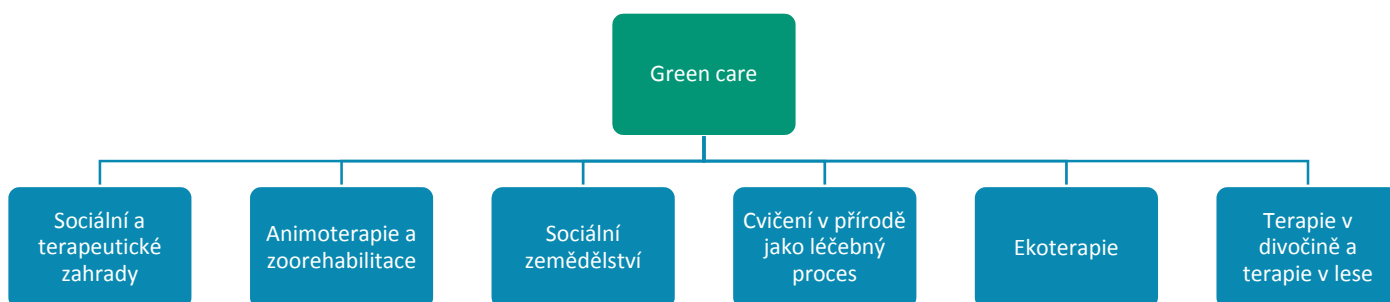 Green care
Sociální a
terapeutické
zahrady
Animoterapie a
zoorehabilitace
Sociální
zemědělství
Cvičení v přírodě
jako léčebný
proces
Ekoterapie
Terapie v
divočině a
terapie v lese